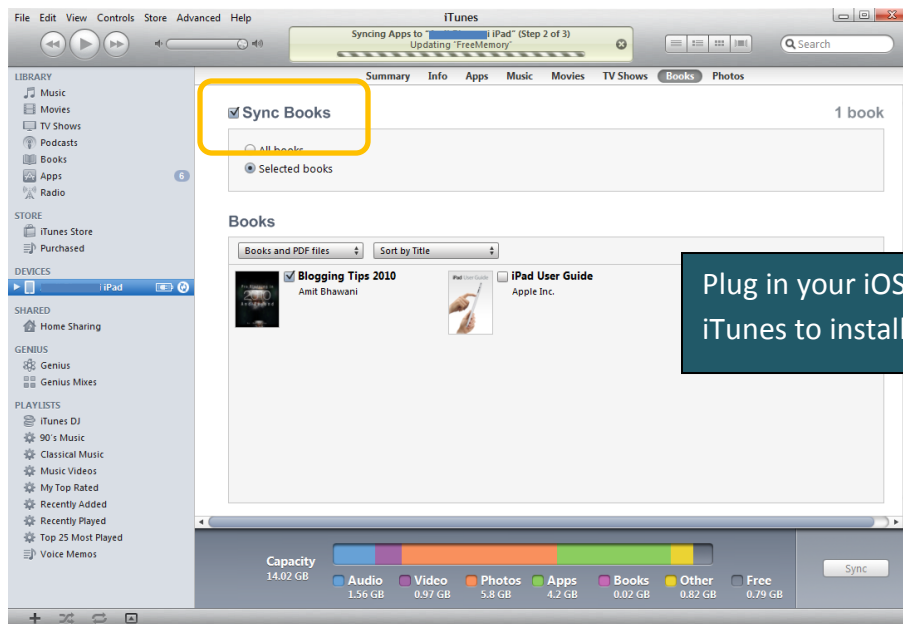 File Edit View Controls Store Advanced Help
iTunes
Syncing Apps to " i iPad" (Step 2 of 3)
Updating 'FreeMemory'
Search
LIBRARY
Music
Movies
TV Shows
Podcasts
Books
Apps 6
Radio
STORE
iTunes Store
Purchased
DEVICES
i iPad
SHARED
Home Sharing
GENIUS
Genius
Genius Mixes
PLAYLISTS
iTunes DJ
90's Music
Classical Music
Music Videos
My Top Rated
Recently Added
Recently Played
Top 25 Most Played
Voice Memos
Summary Info Apps Music Movies TV Shows Books Photos
Sync Books 1 book
All books
Selected books
Books
Books and PDF files Sort by Title
Blogging Tips 2010
Amit Bhawani
2010
iPad User Guide
Apple Inc.
Plug in your iOS
iTunes to install
Capacity
14.02 GB
Audio Video Photos Apps Books Other Free
1.56 GB 0.97 GB 5.8 GB 4.2 GB 0.02 GB 0.82 GB 0.79 GB
Sync